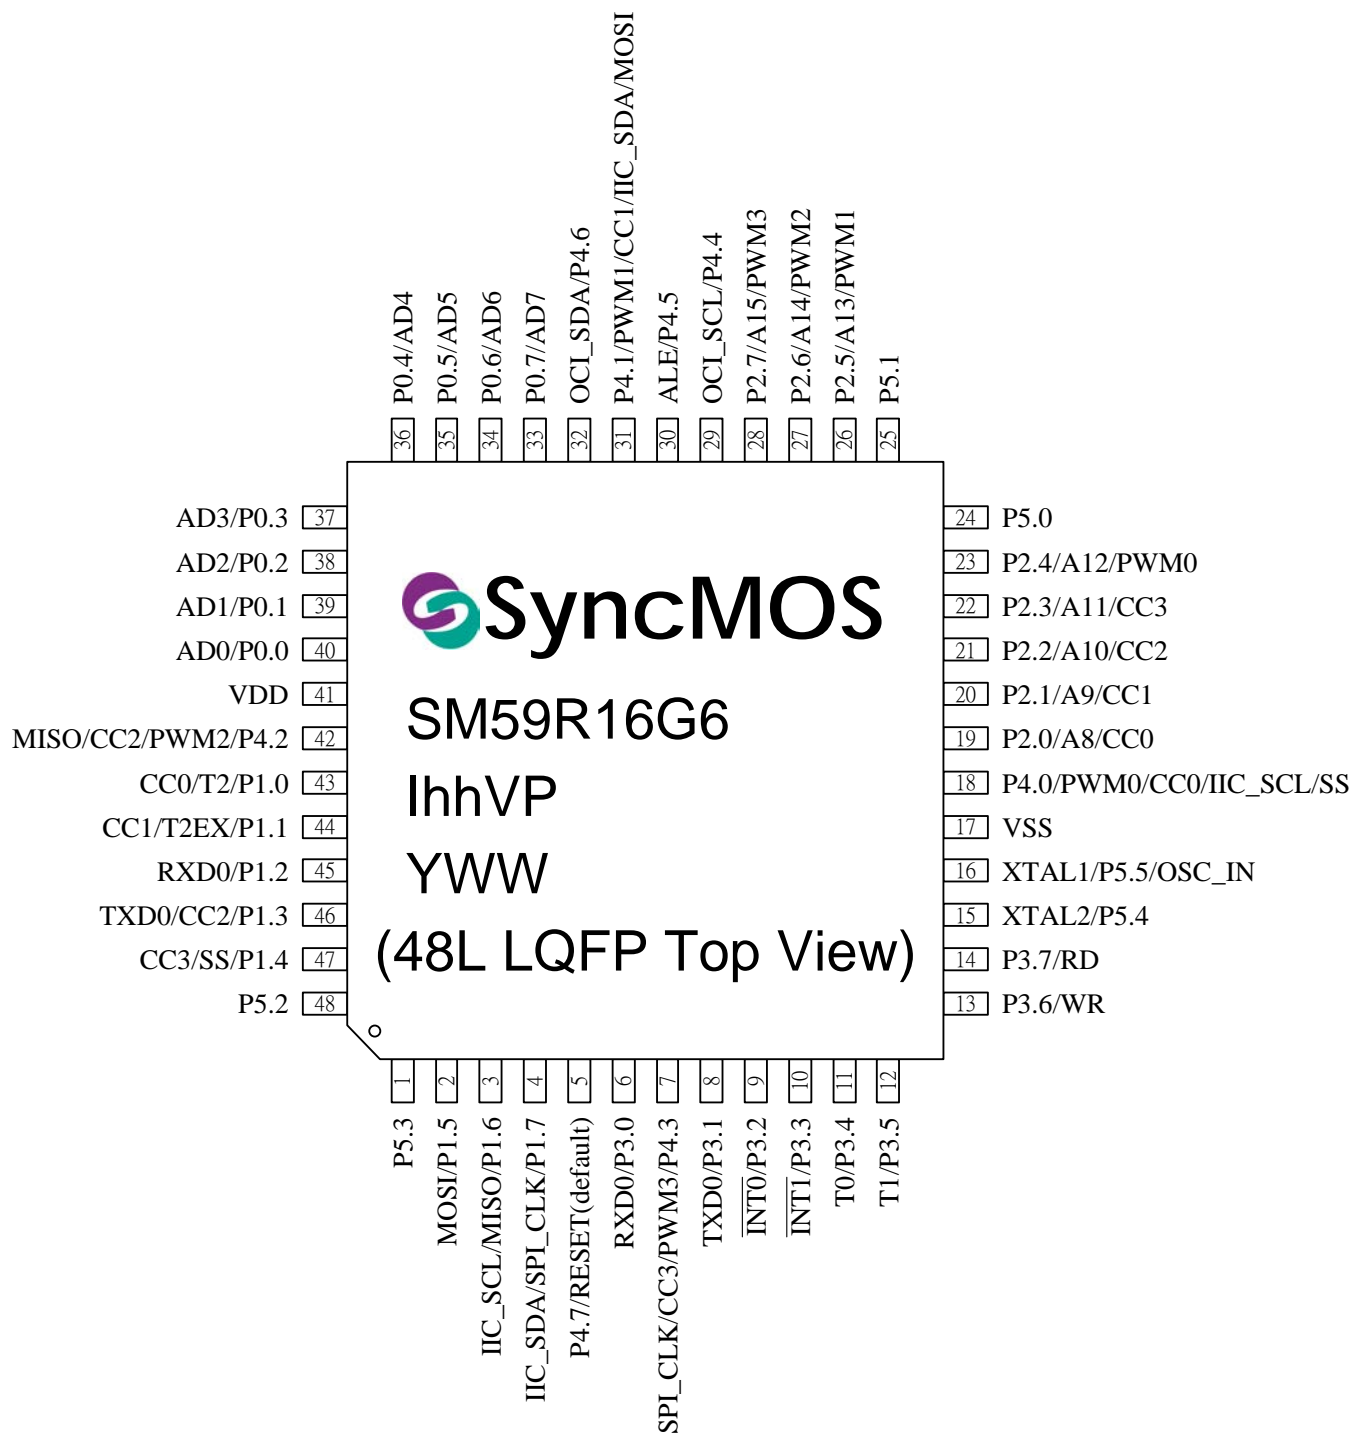 P0.4/AD4
P0.5/AD5
P0.6/AD6
P0.7/AD7
OCI_SDA/P4.6
P4.1/PWM1/CC1/IIC_SDA/MOSI
ALE/P4.5
OCI_SCL/P4.4
P2.7/A15/PWM3
P2.6/A14/PWM2
P2.5/A13/PWM1
P5.1
36
35
34
33
32
31
30
29
28
27
26
25
AD3/P0.3 37
AD2/P0.2 38
AD1/P0.1 39
AD0/P0.0 40
VDD 41
MISO/CC2/PWM2/P4.2 42
CC0/T2/P1.0 43
CC1/T2EX/P1.1 44
RXD0/P1.2 45
TXD0/CC2/P1.3 46
CC3/SS/P1.4 47
P5.2 48
SyncMOS
SM59R16G6
IhhVP
YWW
(48L LQFP Top View)
24 P5.0
23 P2.4/A12/PWM0
22 P2.3/A11/CC3
21 P2.2/A10/CC2
20 P2.1/A9/CC1
19 P2.0/A8/CC0
18 P4.0/PWM0/CC0/IIC_SCL/SS
17 VSS
16 XTAL1/P5.5/OSC_IN
15 XTAL2/P5.4
14 P3.7/RD
13 P3.6/WR
1
2
3
4
5
6
7
8
9
10
11
12
P5.3
MOSI/P1.5
IIC_SCL/MISO/P1.6
IIC_SDA/SPI_CLK/P1.7
P4.7/RESET(default)
RXD0/P3.0
SPI_CLK/CC3/PWM3/P4.3
TXD0/P3.1
INT0/P3.2
INT1/P3.3
T0/P3.4
T1/P3.5